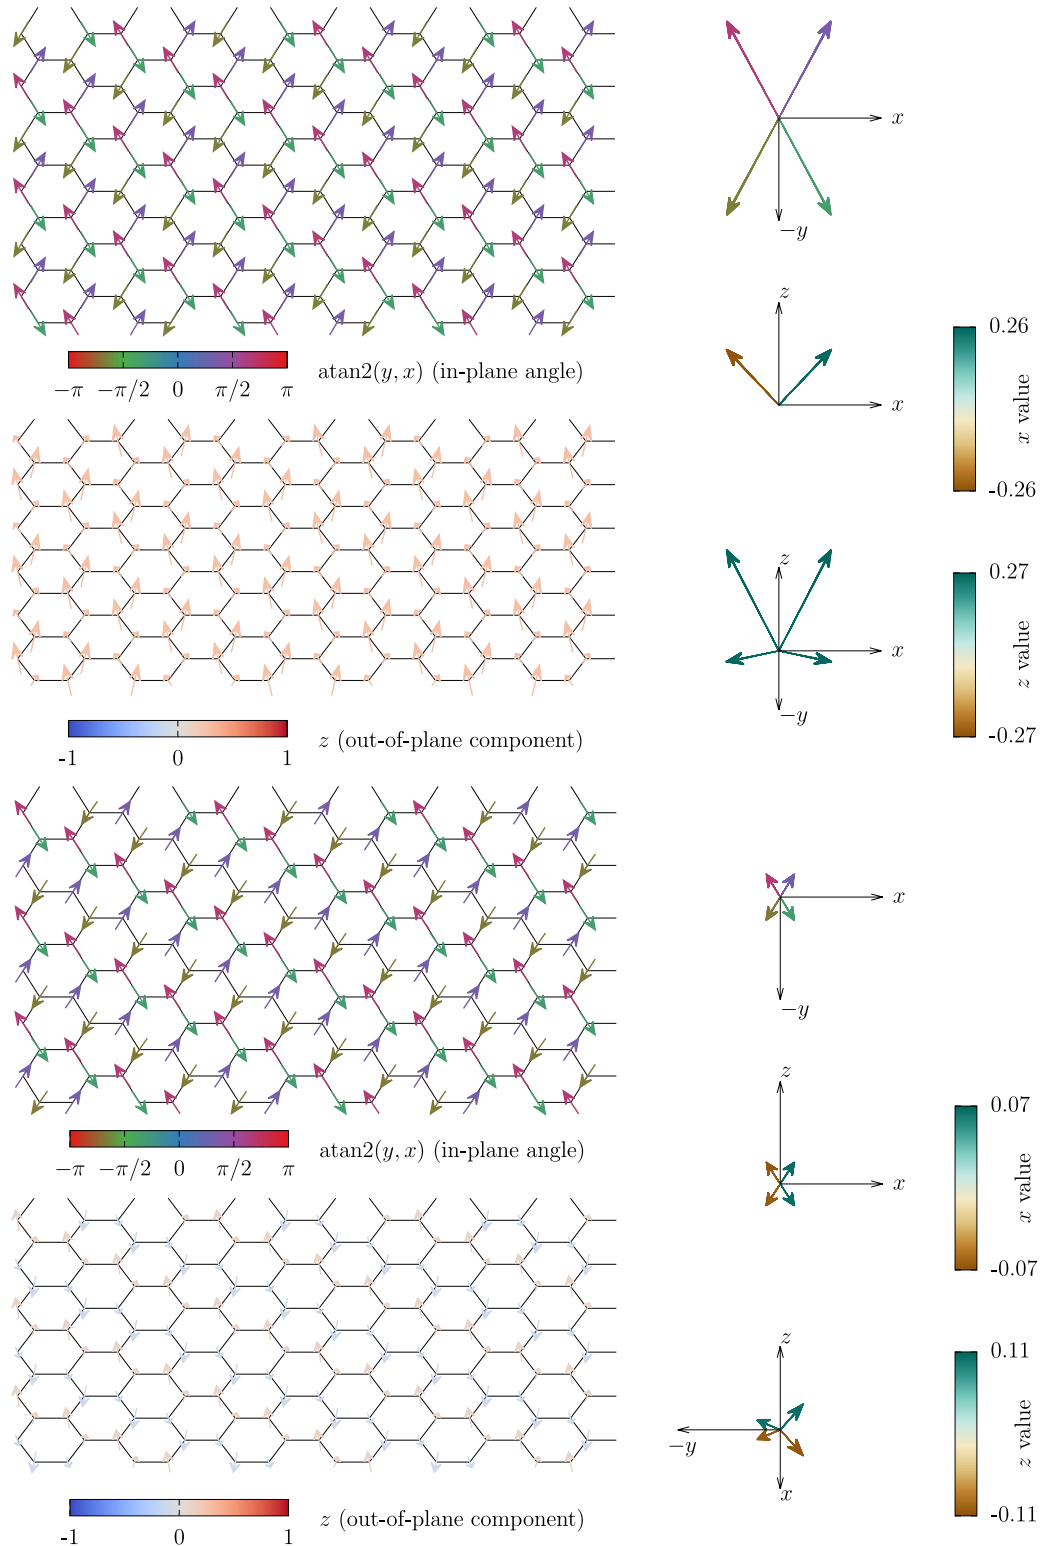 x
−y
−π −π/2 0 π/2 π
atan2(y, x) (in-plane angle)
z
x
0.26
x value
-0.26
-1 0 1
z (out-of-plane component)
z
x
−y
0.27
z value
-0.27
x
−y
−π −π/2 0 π/2 π
atan2(y, x) (in-plane angle)
z
x
0.07
x value
-0.07
-1 0 1
z (out-of-plane component)
z
−y
x
0.11
z value
-0.11